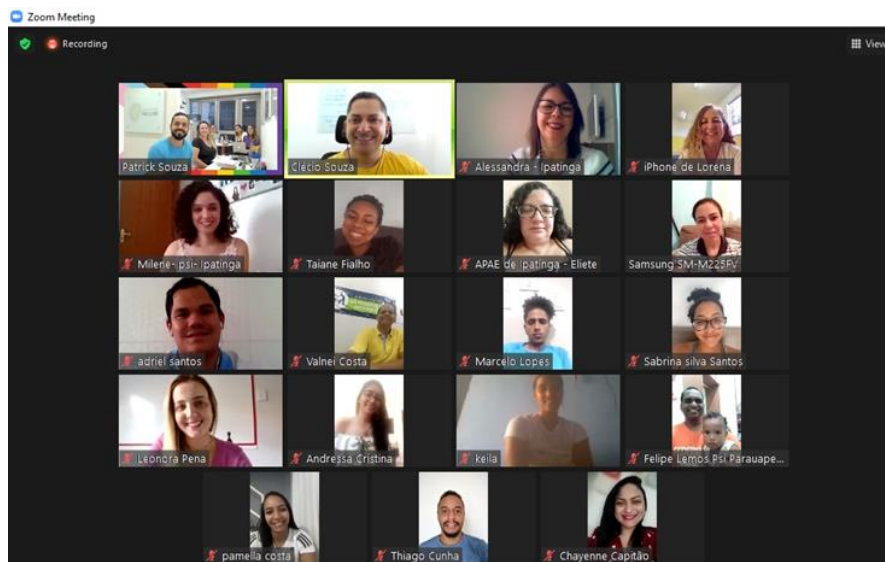 Zoom Meeting
Recording
View
Patrick Souza
Clécio Souza
Alessandra - Ipatinga
iPhone de Lorena
Milene- psi- Ipatinga
Taiane Fialho
APAE de Ipatinga - Eliete
Samsung SM-M225FV
adriel santos
Valnei Costa
Marcelo Lopes
Sabrina silva Santos
Leonora Pena
Andressa Cristina
keila
Felipe Lemos Psi Parauape...
pamella costa
Thiago Cunha
Chayenne Capitão